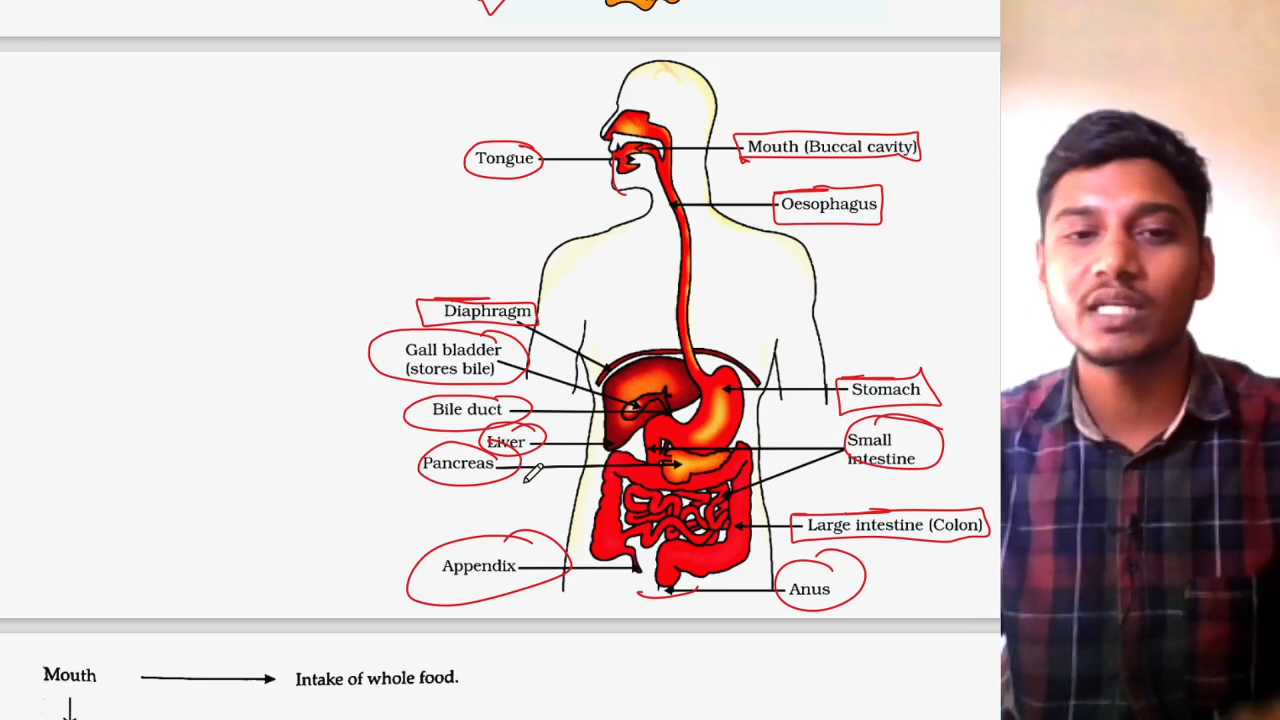 Tongue
Mouth (Buccal cavity)
Oesophagus
Diaphragm
Gall bladder
(stores bile)
Stomach
Bile duct
Liver
Small
intestine
Pancreas
Large intestine (Colon)
Appendix
Anus
Mouth
Intake of whole food.